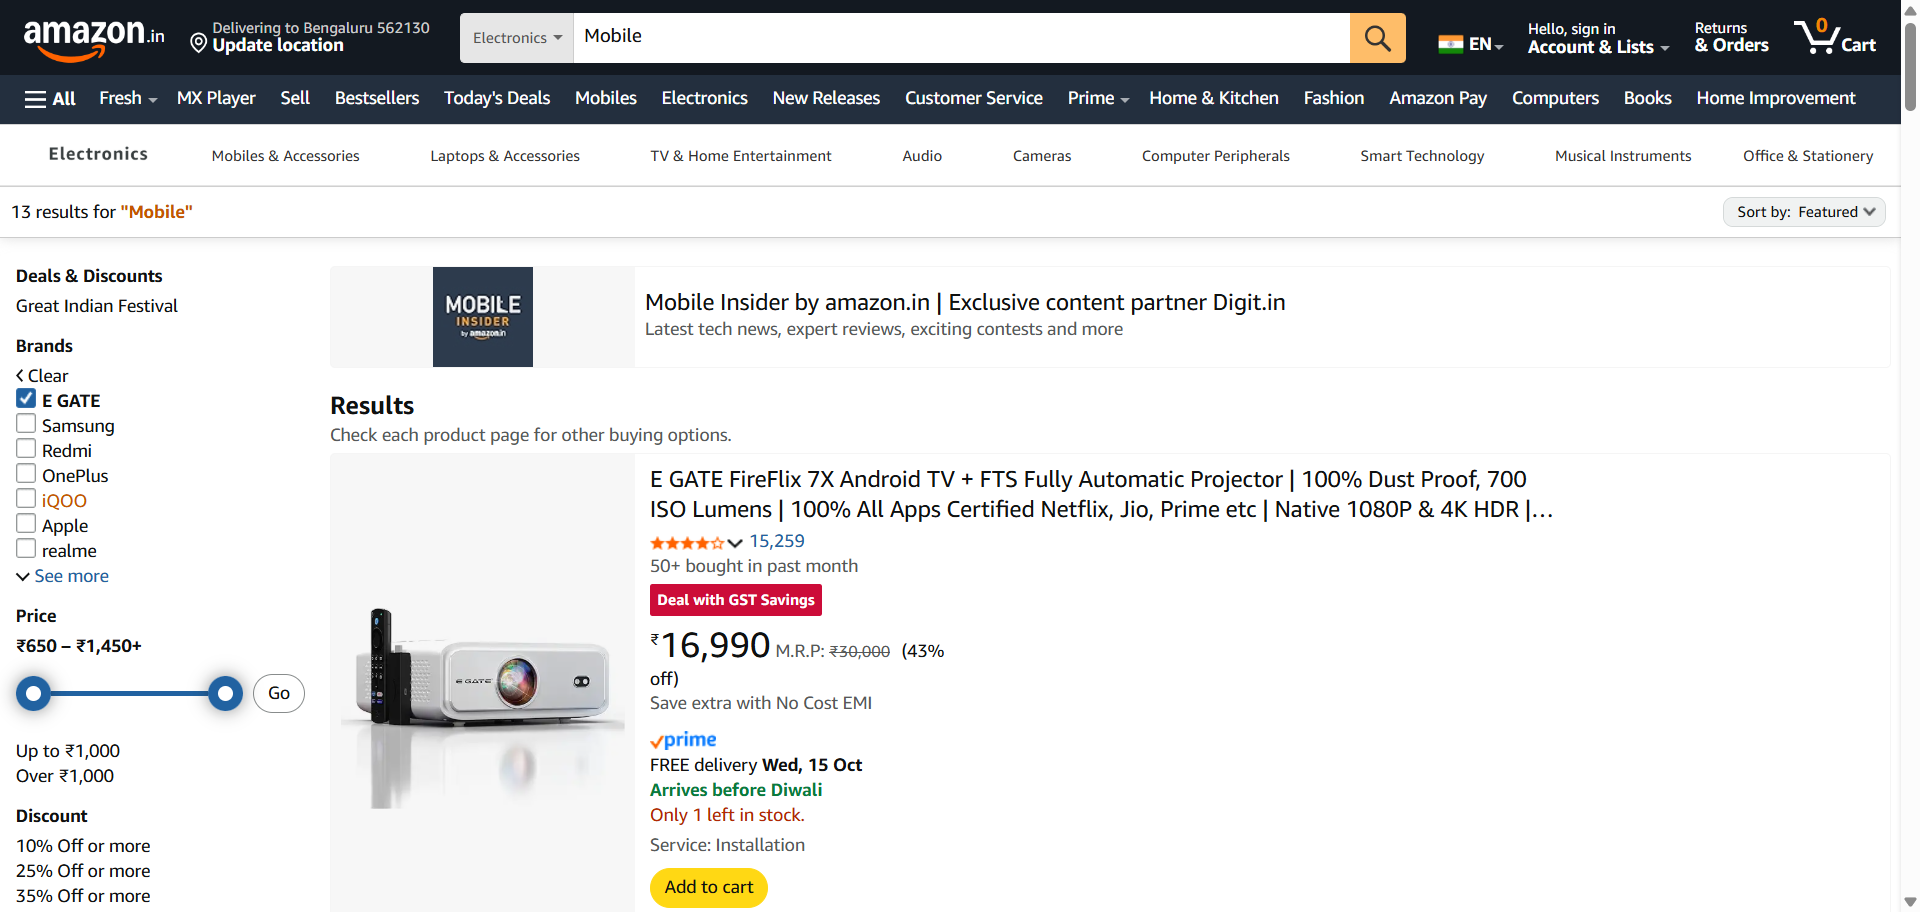 amazon.in
Delivering to Bengaluru 562130
Update location
Electronics
Mobile
EN
Hello, sign in
Account & Lists
Returns
& Orders
0
Cart
All
Fresh
MX Player
Sell
Bestsellers
Today's Deals
Mobiles
Electronics
New Releases
Customer Service
Prime
Home & Kitchen
Fashion
Amazon Pay
Computers
Books
Home Improvement
Electronics
Mobiles & Accessories
Laptops & Accessories
TV & Home Entertainment
Audio
Cameras
Computer Peripherals
Smart Technology
Musical Instruments
Office & Stationery
13 results for "Mobile"
Sort by: Featured
Deals & Discounts
Great Indian Festival
Brands
Clear
E GATE
Samsung
Redmi
OnePlus
iQOO
Apple
realme
See more
Price
₹650 – ₹1,450+
Go
Up to ₹1,000
Over ₹1,000
Discount
10% Off or more
25% Off or more
35% Off or more
MOBILE
INSIDER
by amazon.in
Mobile Insider by amazon.in | Exclusive content partner Digit.in
Latest tech news, expert reviews, exciting contests and more
Results
Check each product page for other buying options.
E GATE
E GATE FireFlix 7X Android TV + FTS Fully Automatic Projector | 100% Dust Proof, 700
ISO Lumens | 100% All Apps Certified Netflix, Jio, Prime etc | Native 1080P & 4K HDR |…
15,259
50+ bought in past month
Deal with GST Savings
₹16,990 M.R.P: ₹30,000 (43%
off)
Save extra with No Cost EMI
prime
FREE delivery Wed, 15 Oct
Arrives before Diwali
Only 1 left in stock.
Service: Installation
Add to cart